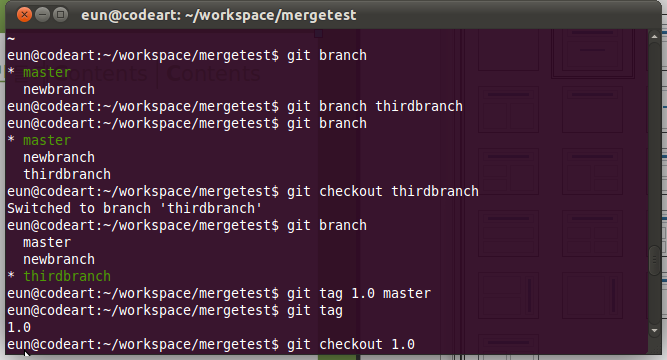 eun@codeart: ~/workspace/mergetest
~
eun@codeart:~/workspace/mergetest$ git branch
* master
  newbranch
eun@codeart:~/workspace/mergetest$ git branch thirdbranch
eun@codeart:~/workspace/mergetest$ git branch
* master
  newbranch
  thirdbranch
eun@codeart:~/workspace/mergetest$ git checkout thirdbranch
Switched to branch 'thirdbranch'
eun@codeart:~/workspace/mergetest$ git branch
  master
  newbranch
* thirdbranch
eun@codeart:~/workspace/mergetest$ git tag 1.0 master
eun@codeart:~/workspace/mergetest$ git tag
1.0
eun@codeart:~/workspace/mergetest$ git checkout 1.0